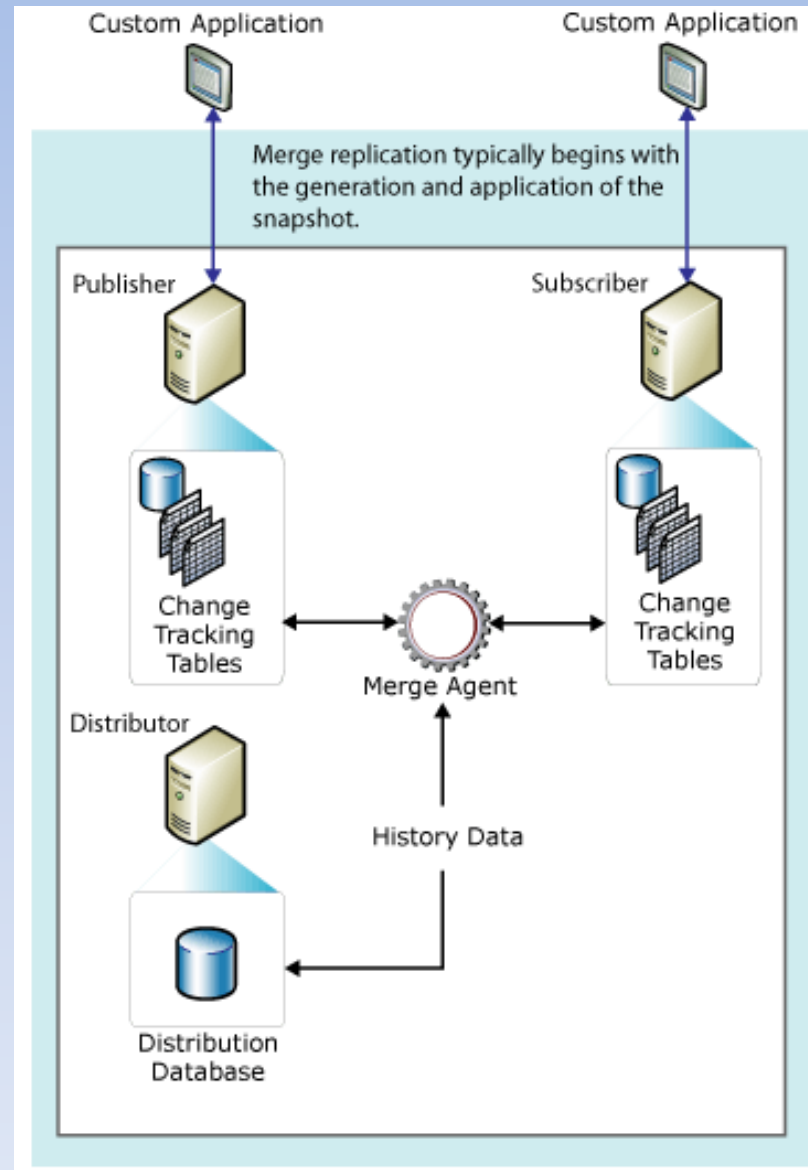 Custom Application
Custom Application
Merge replication typically begins with
the generation and application of the
snapshot.
Publisher
Subscriber
Change
Tracking
Tables
Change
Tracking
Tables
Merge Agent
Distributor
History Data
Distribution
Database